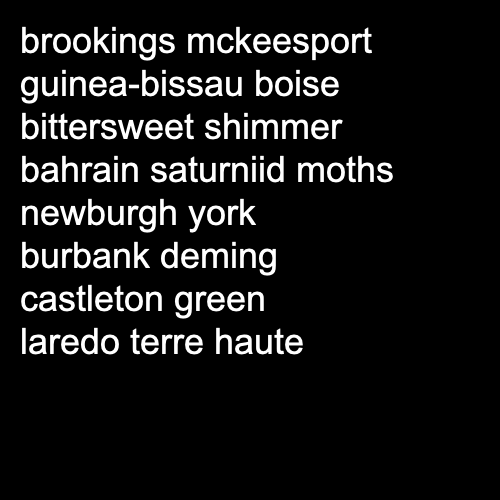 brookings mckeesport
guinea-bissau boise
bittersweet shimmer
bahrain saturniid moths
newburgh york
burbank deming
castleton green
laredo terre haute